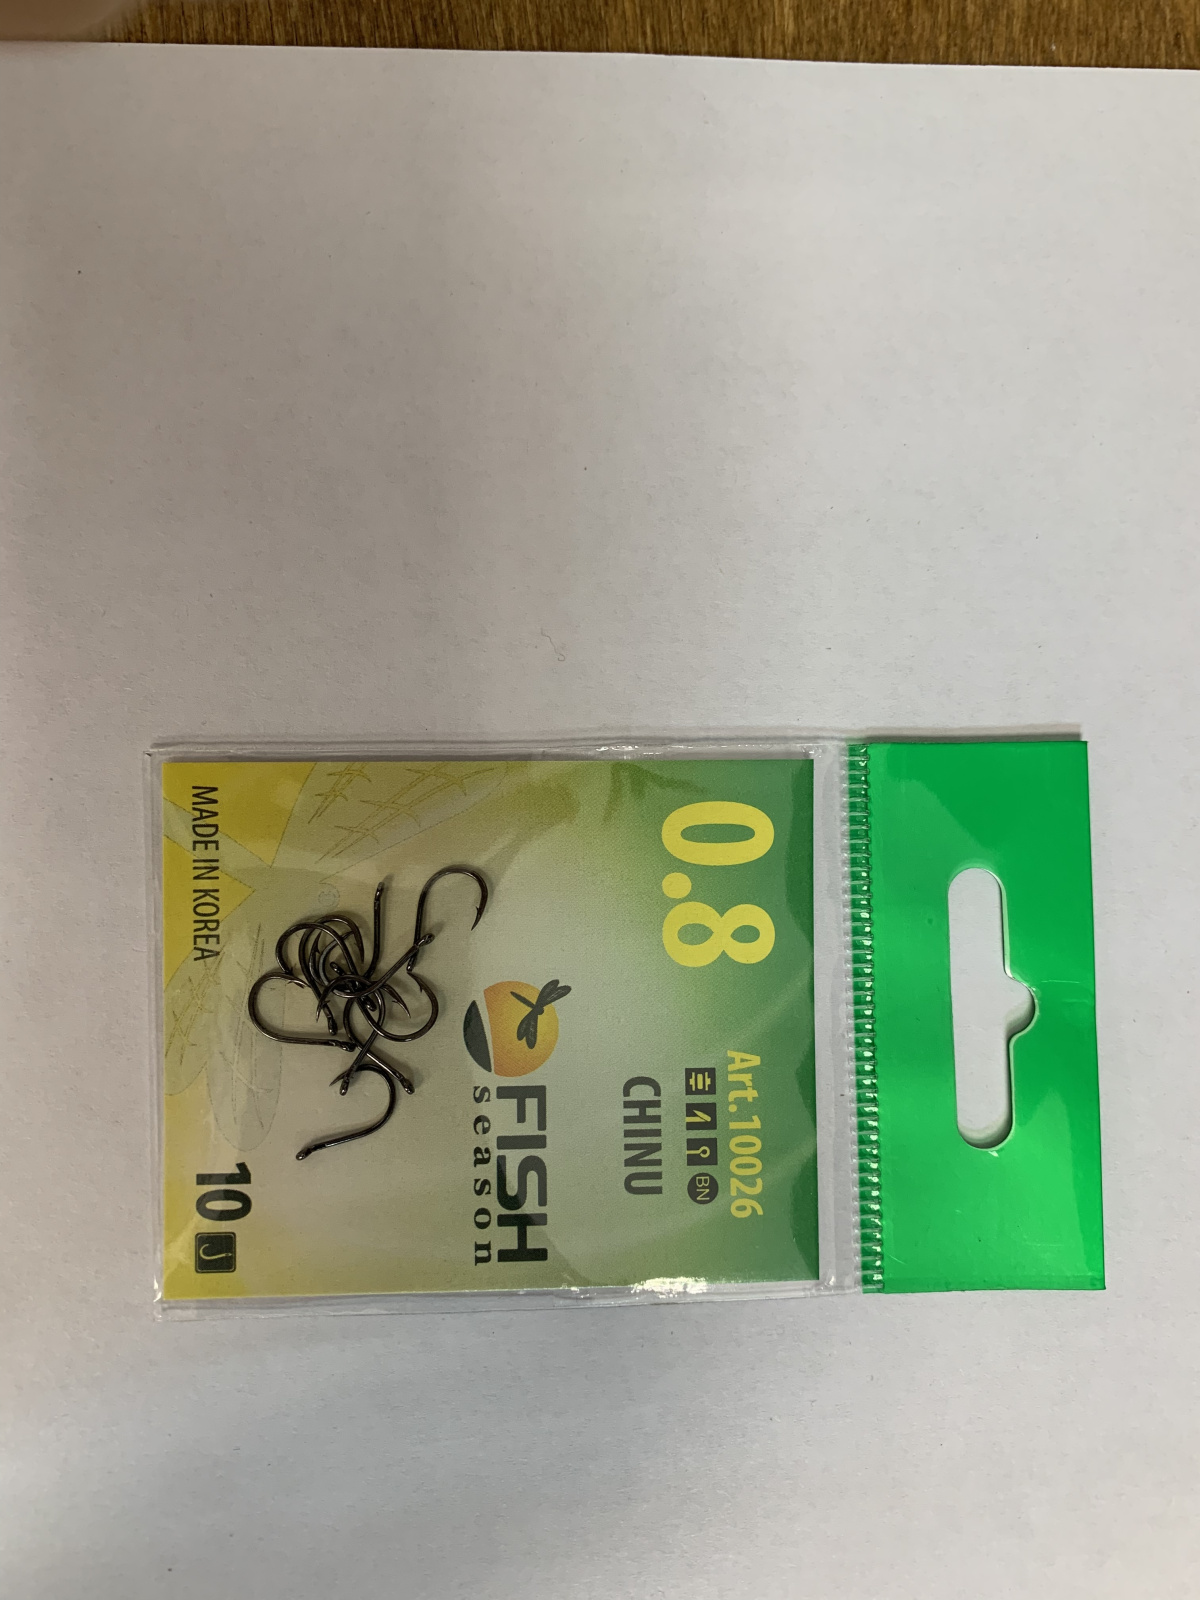 0.8
Art.10026
BN
CHINU
FISH
season
MADE IN KOREA
10